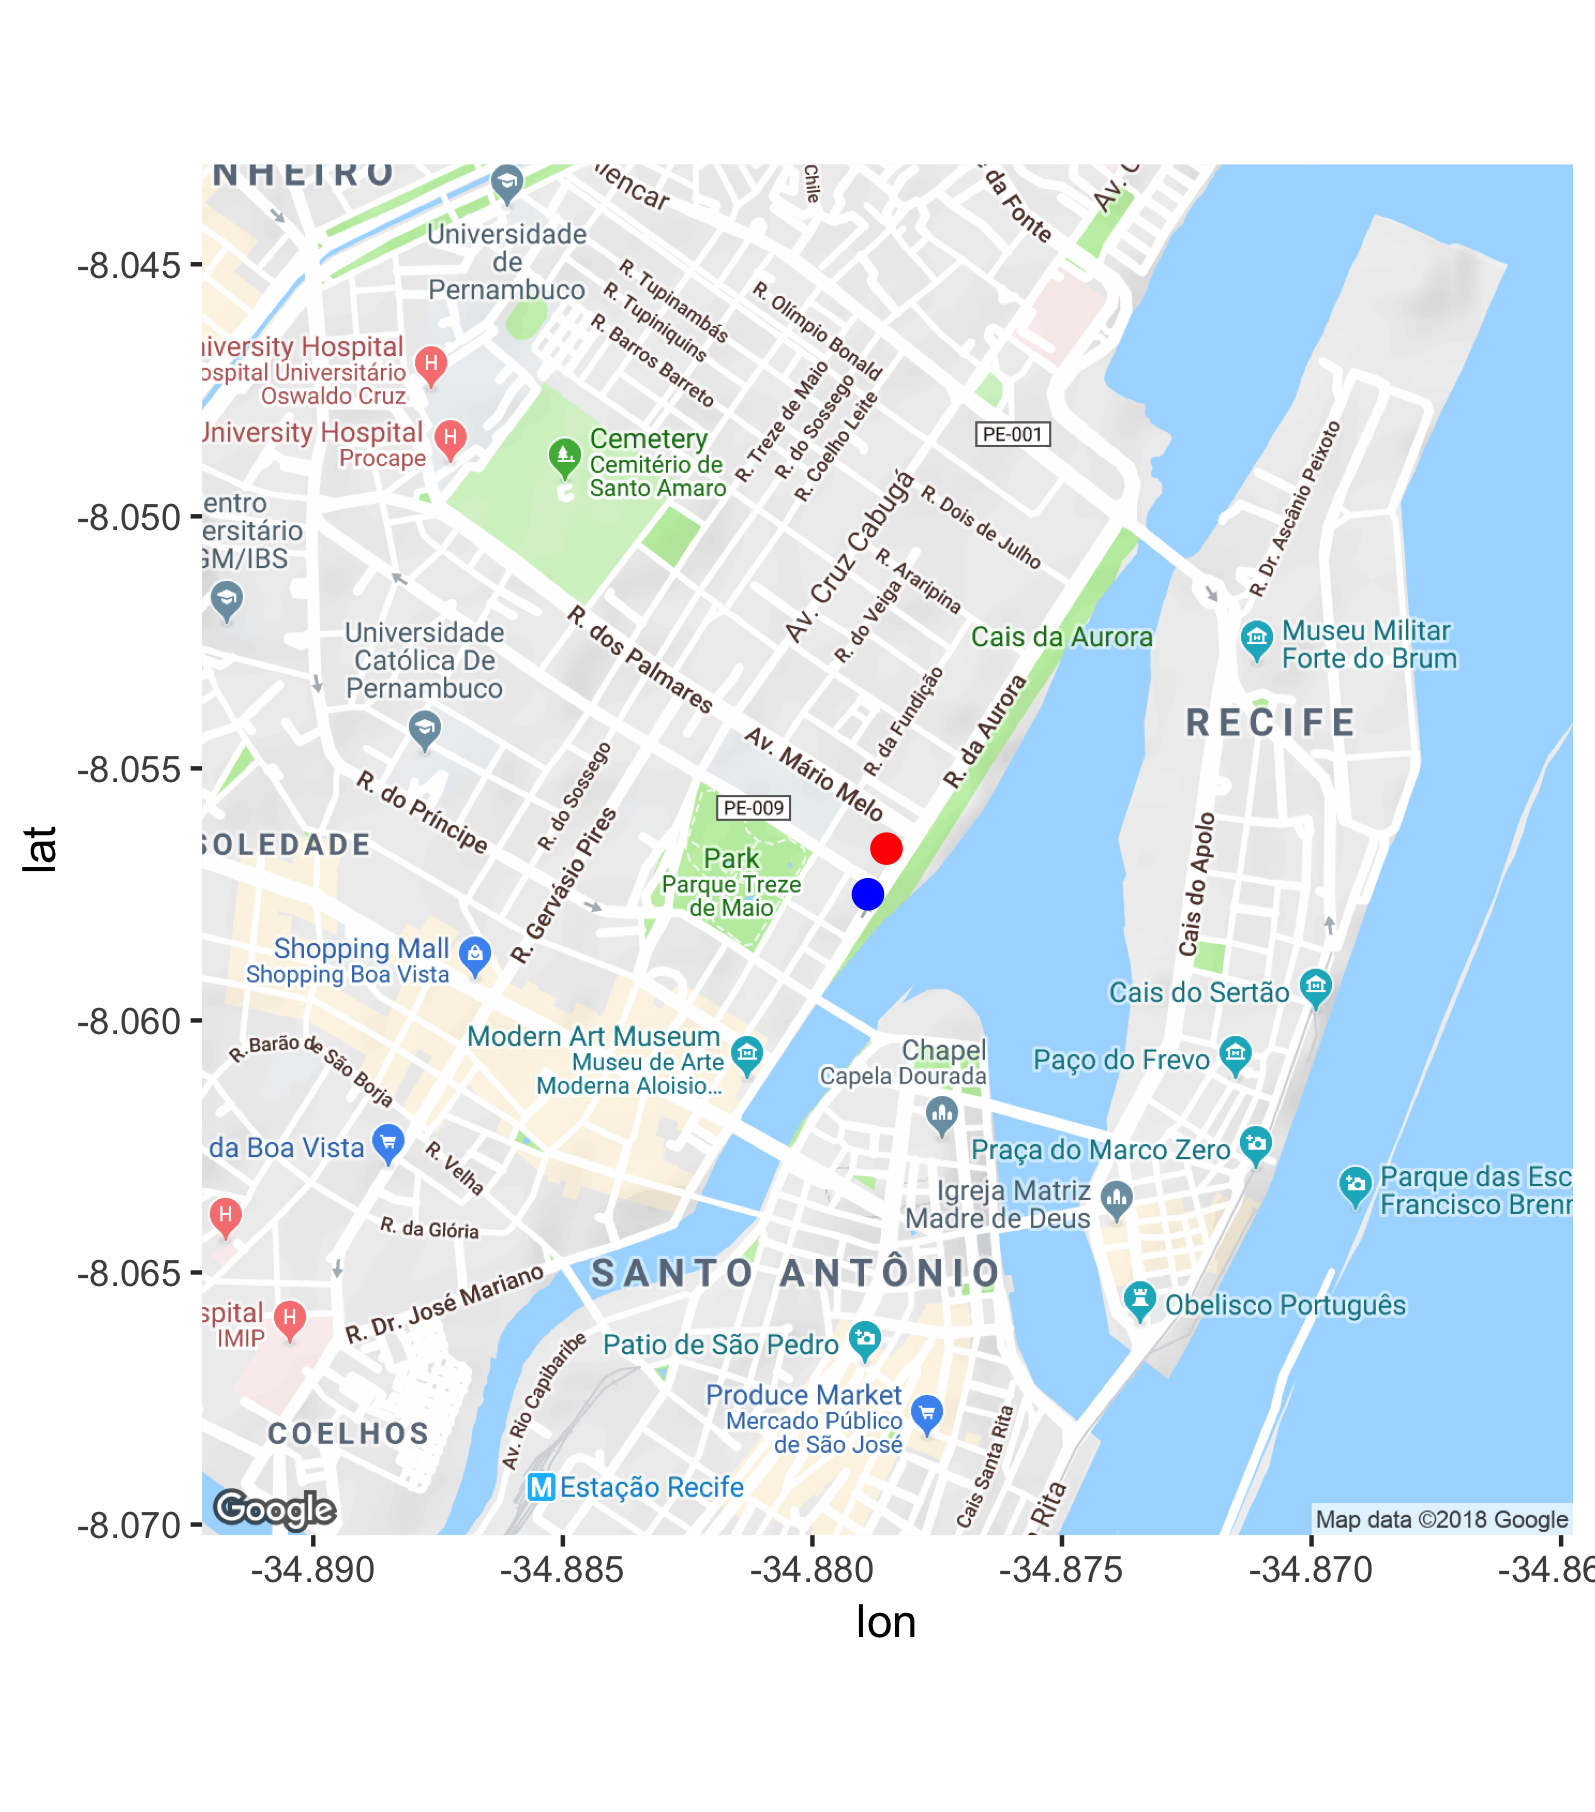 NHEIRO
lencar
Chile
da Fonte
Av. C
-8.045
Universidade
de
Pernambuco
R. Tupinambás
R. Tupiniquins
R. Barros Barreto
R. Olímpio Bonald
iversity Hospital
ospital Universitário
Oswaldo Cruz
University Hospital
Procape
R. Treze de Maio
R. do Sossego
R. Coelho Leite
PE-001
Cemetery
Cemitério de
Santo Amaro
R. Dr. Ascânio Peixoto
Av. Cruz Cabugá
R. Dois de Julho
-8.050
entro
ersitário
GM/IBS
R. Araripina
R. do Veiga
Universidade
Católica De
Pernambuco
R. dos Palmares
Cais da Aurora
Museu Militar
Forte do Brum
R. da Fundição
R. da Aurora
RECIFE
-8.055
Av. Mário Melo
R. do Sossego
R. do Príncipe
PE-009
R. Gervásio Pires
SOLEDADE
lat
Park
Parque Treze
de Maio
Cais do Apolo
Shopping Mall
Shopping Boa Vista
Cais do Sertão
-8.060
R. Barão de São Borja
Modern Art Museum
Museu de Arte
Moderna Aloisio...
Chapel
Capela Dourada
Paço do Frevo
da Boa Vista
R. Velha
Praça do Marco Zero
Igreja Matriz
Madre de Deus
Parque das Esc
Francisco Brenn
H
H
H
R. da Glória
-8.065
SANTO ANTÔNIO
R. Dr. José Mariano
Obelisco Português
spital
IMIP
H
Patio de São Pedro
Av. Rio Capibaribe
Produce Market
Mercado Público
de São José
COELHOS
Cais Santa Rita
Rita
M Estação Recife
Google
Map data ©2018 Google
-8.070
-34.890
-34.885
-34.880
-34.875
-34.870
-34.86
lon